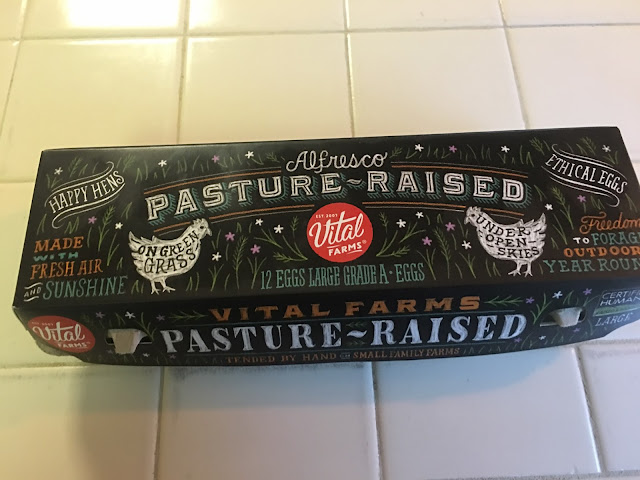 Alfresco
PASTURE~RAISED
HAPPY HENS
ETHICAL EGGS
EST. 2007
Vital
FARMS®
ON GREEN
GRASS
UNDER
OPEN
SKIES
MADE
WITH
FRESH AIR
AND SUNSHINE
Freedom
TO FORAGE
OUTDOORS
YEAR ROUND
12 EGGS LARGE GRADE A • EGGS
VITAL FARMS
PASTURE~RAISED
TENDED BY HAND ON SMALL FAMILY FARMS
Vital
FARMS®
CERTIFIED
HUMANE
LARGE